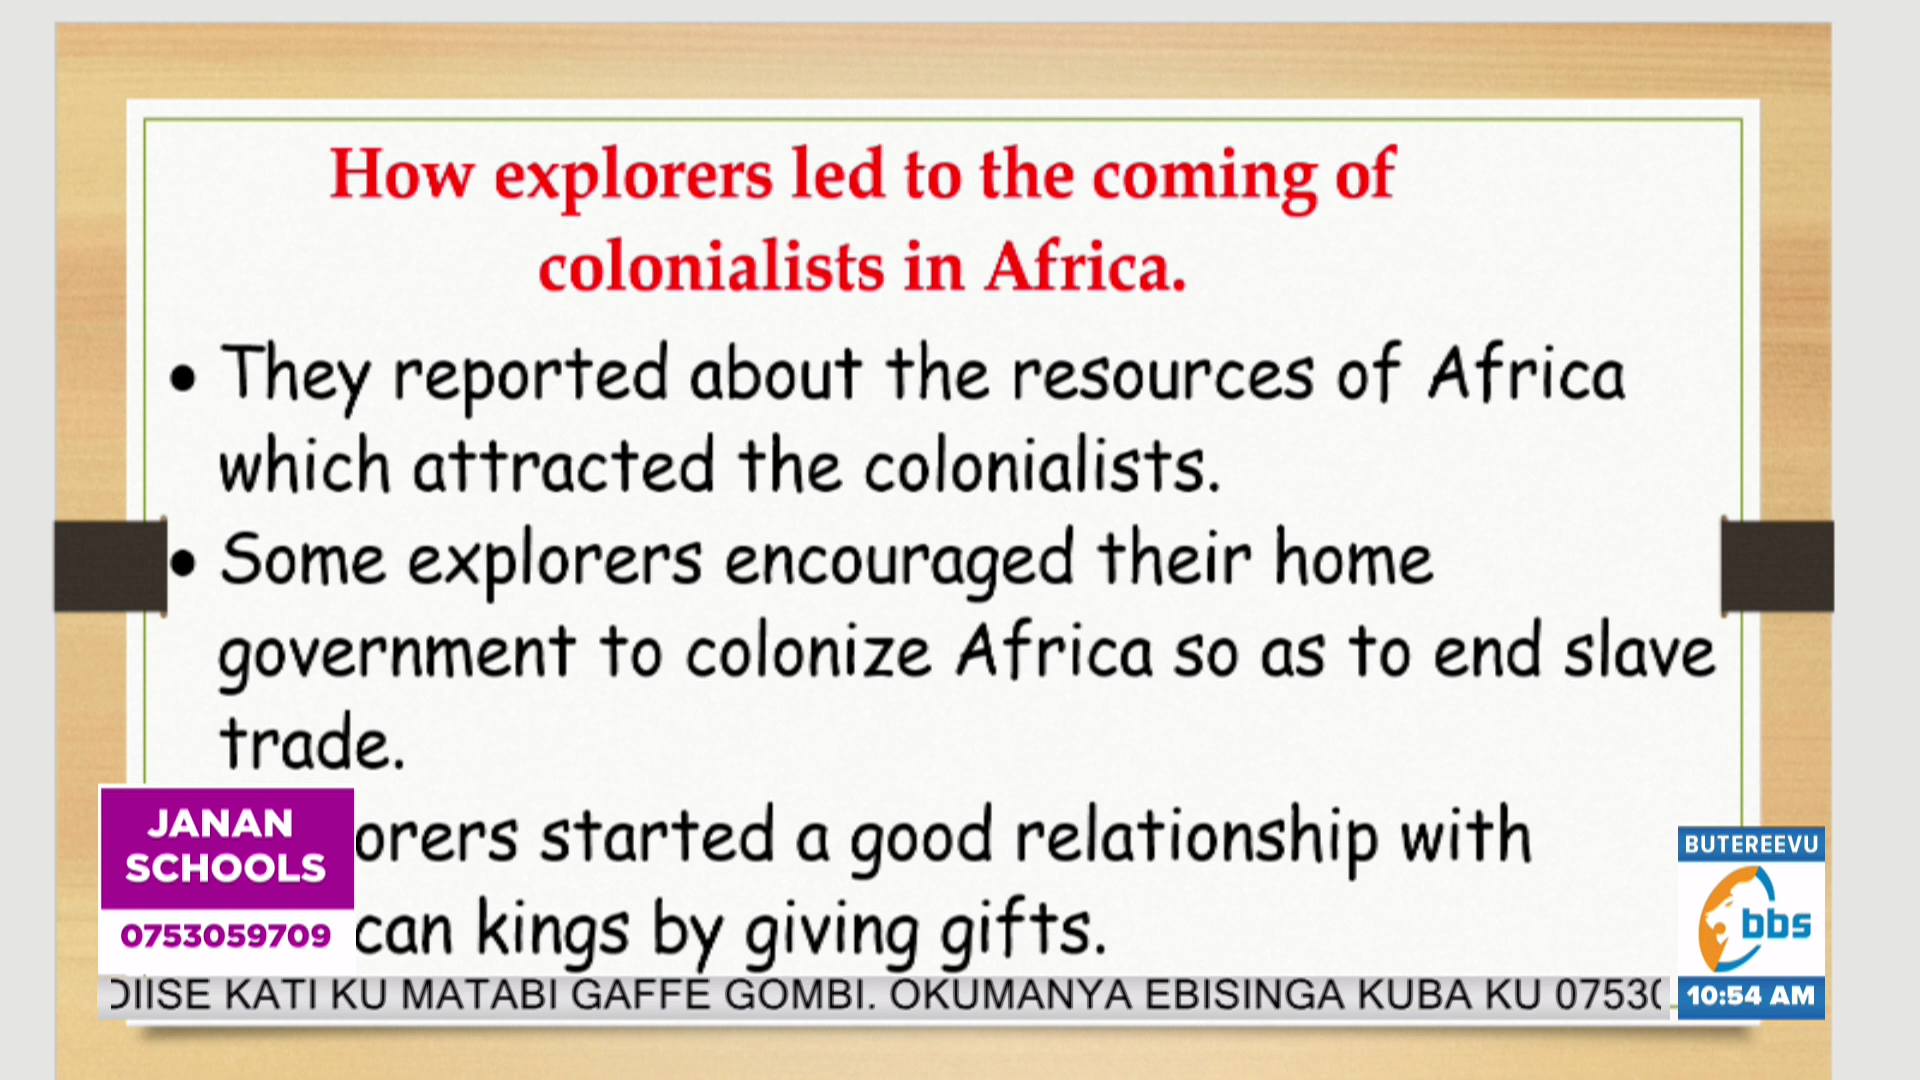 How explorers led to the coming of
colonialists in Africa.
• They reported about the resources of Africa
which attracted the colonialists.
• Some explorers encouraged their home
government to colonize Africa so as to end slave
trade.
orers started a good relationship with
can kings by giving gifts.
JANAN
SCHOOLS
0753059709
BUTEREEVU
bbs
10:54 AM
DIISE KATI KU MATABI GAFFE GOMBI. OKUMANYA EBISINGA KUBA KU 0753